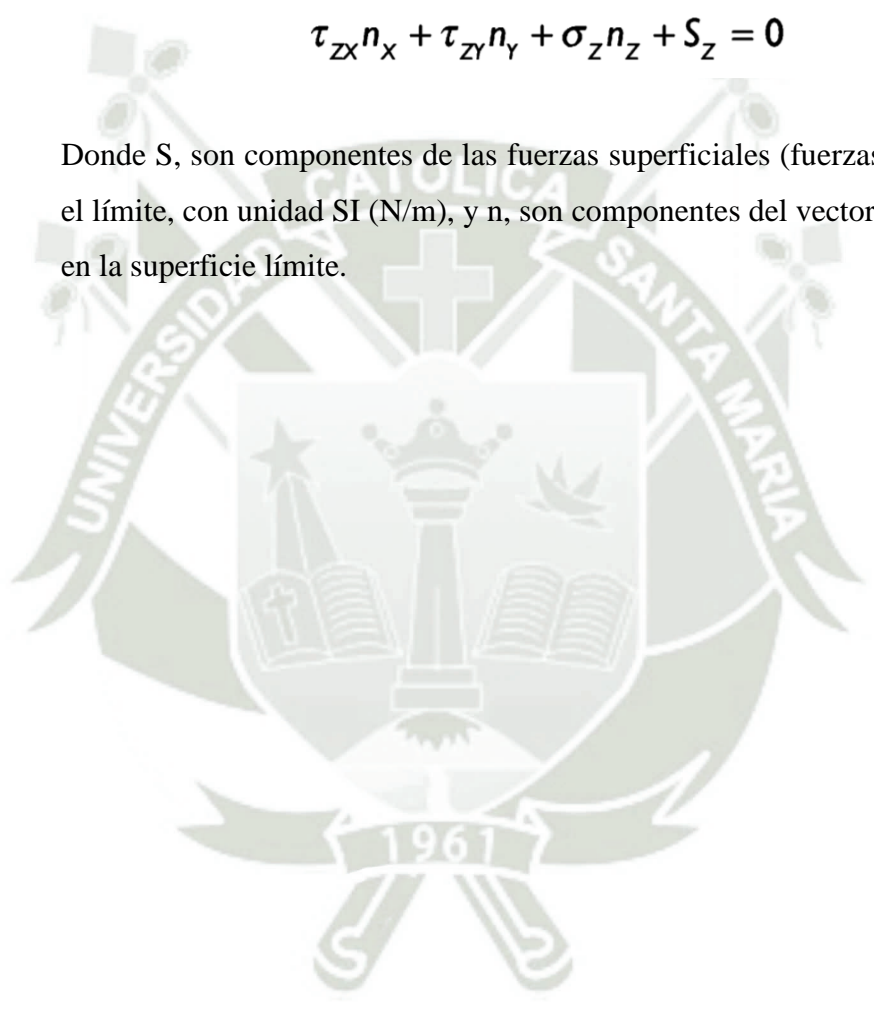 τ_ZX n_X + τ_ZY n_Y + σ_Z n_Z + S_Z = 0
Donde S, son componentes de las fuerzas superficiales (fuerzas
el límite, con unidad SI (N/m), y n, son componentes del vector
en la superficie límite.
UNIVERSIDAD CATOLICA SANTA MARIA
1961